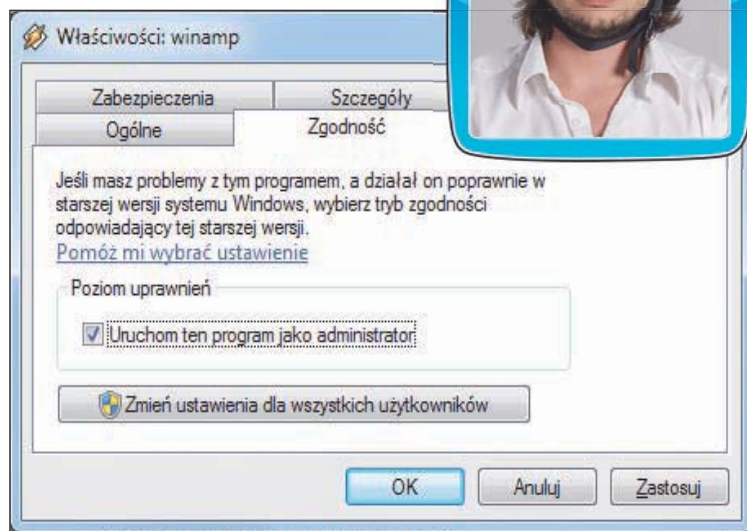 Właściwości: winamp
Zabezpieczenia
Szczegóły
Ogólne
Zgodność
Jeśli masz problemy z tym programem, a działał on poprawnie w
starszej wersji systemu Windows, wybierz tryb zgodności
odpowiadający tej starszej wersji.
Pomóż mi wybrać ustawienie
Poziom uprawnień
Uruchom ten program jako administrator
Zmień ustawienia dla wszystkich użytkowników
OK
Anuluj
Zastosuj